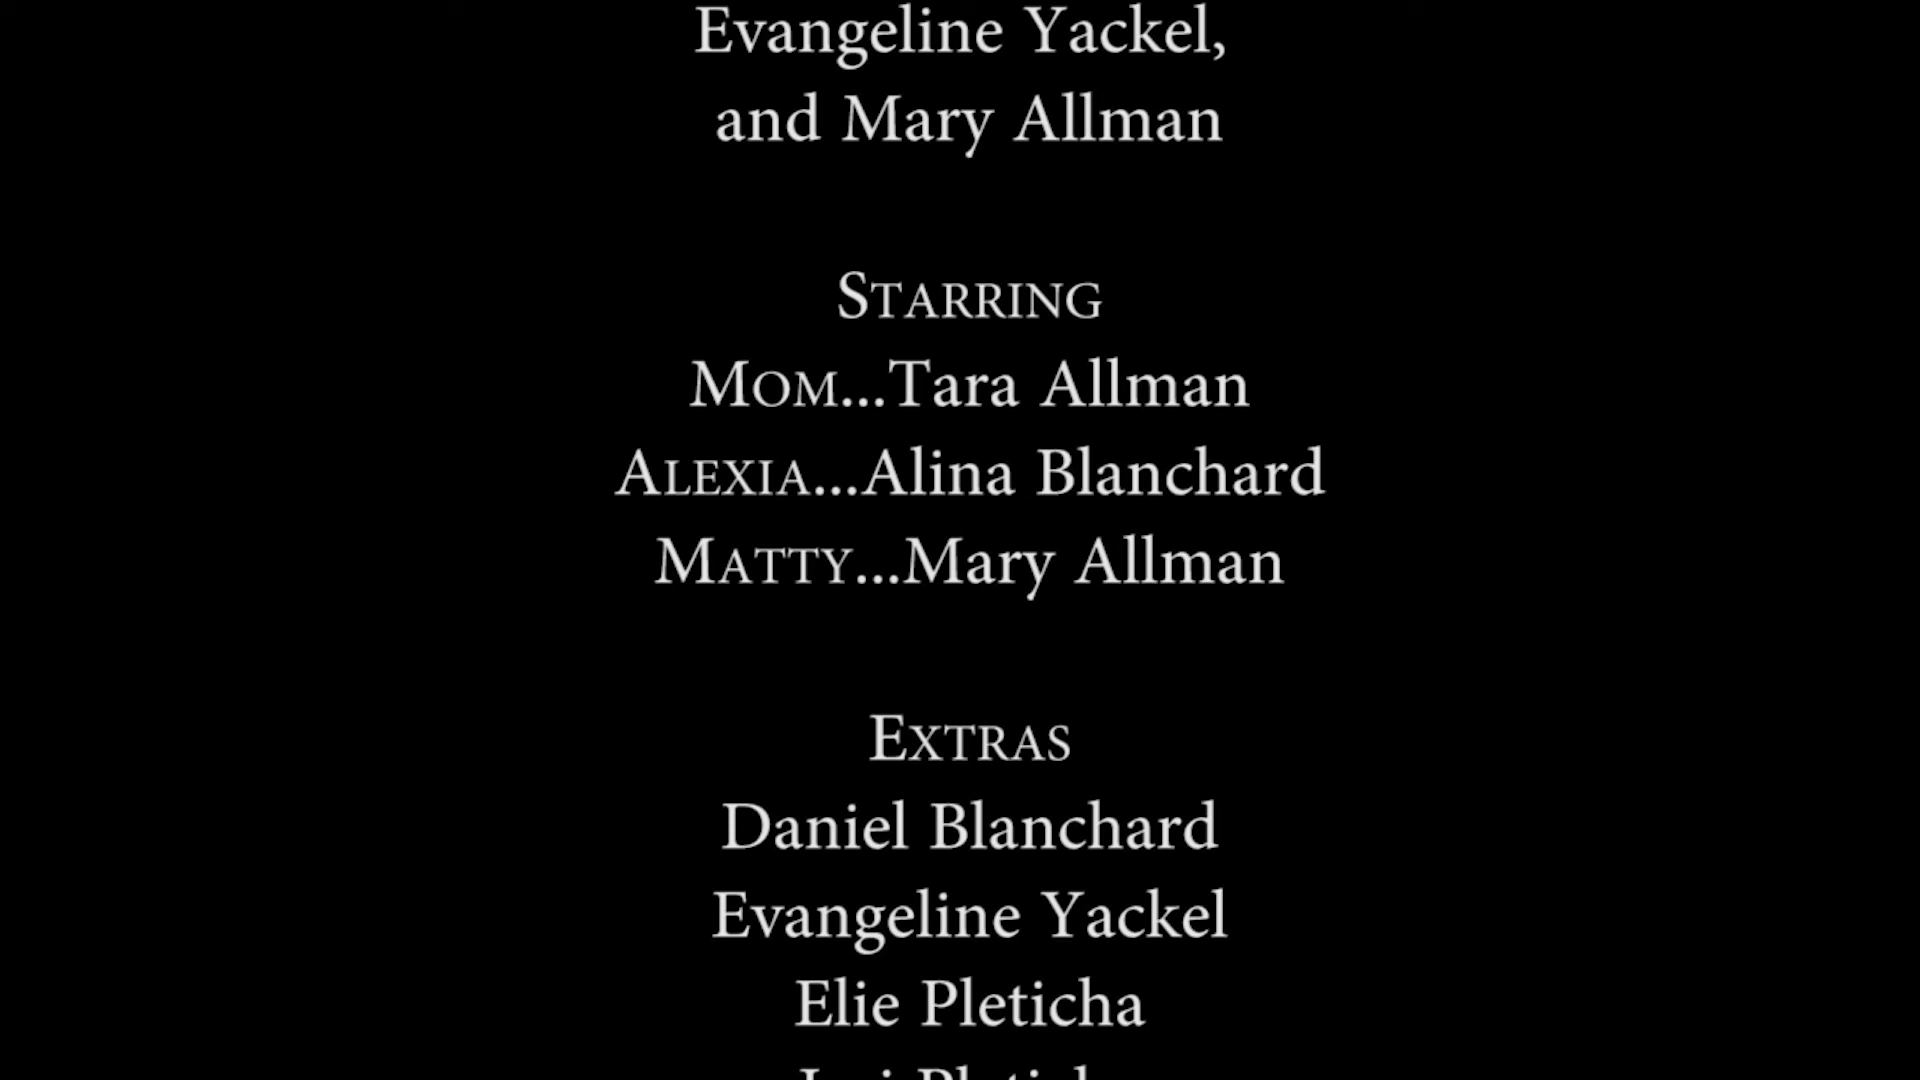 Evangeline Yackel,
and Mary Allman
Starring
Mom...Tara Allman
Alexia...Alina Blanchard
Matty...Mary Allman
Extras
Daniel Blanchard
Evangeline Yackel
Elie Pleticha